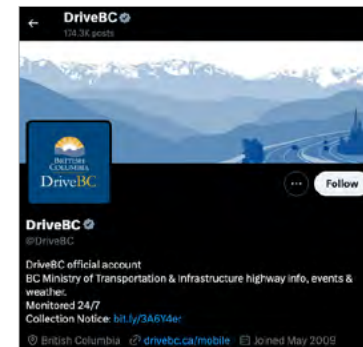 DriveBC
174.3K posts
BRITISH
COLUMBIA
DriveBC
Follow
DriveBC
@DriveBC
DriveBC official account
BC Ministry of Transportation & Infrastructure highway info, events &
weather.
Monitored 24/7
Collection Notice: bit.ly/3A6Y4er
British Columbia drivebc.ca/mobile Joined May 2009